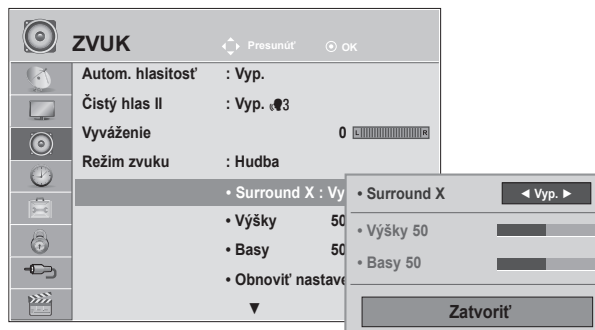 ZVUK Presunúť OK
Autom. hlasitosť : Vyp.
Čistý hlas II : Vyp. 3
Vyváženie 0 L R
Režim zvuku : Hudba
• Surround X : Vy
• Výšky 50
• Basy 50
• Obnoviť nastave
▼
• Surround X ◄ Vyp. ►
• Výšky 50
• Basy 50
Zatvoriť